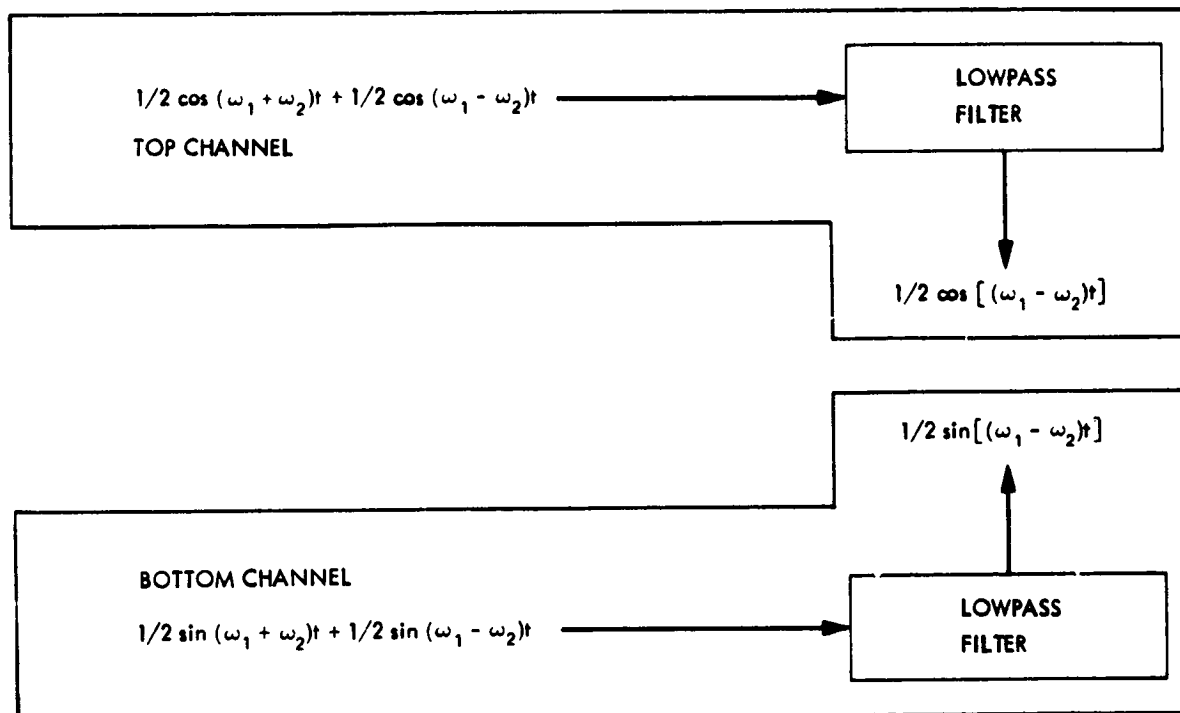 1/2 cos (ω₁ + ω₂)t + 1/2 cos (ω₁ - ω₂)t
TOP CHANNEL
LOWPASS
FILTER
1/2 cos [(ω₁ - ω₂)t]
1/2 sin[(ω₁ - ω₂)t]
BOTTOM CHANNEL
1/2 sin (ω₁ + ω₂)t + 1/2 sin (ω₁ - ω₂)t
LOWPASS
FILTER